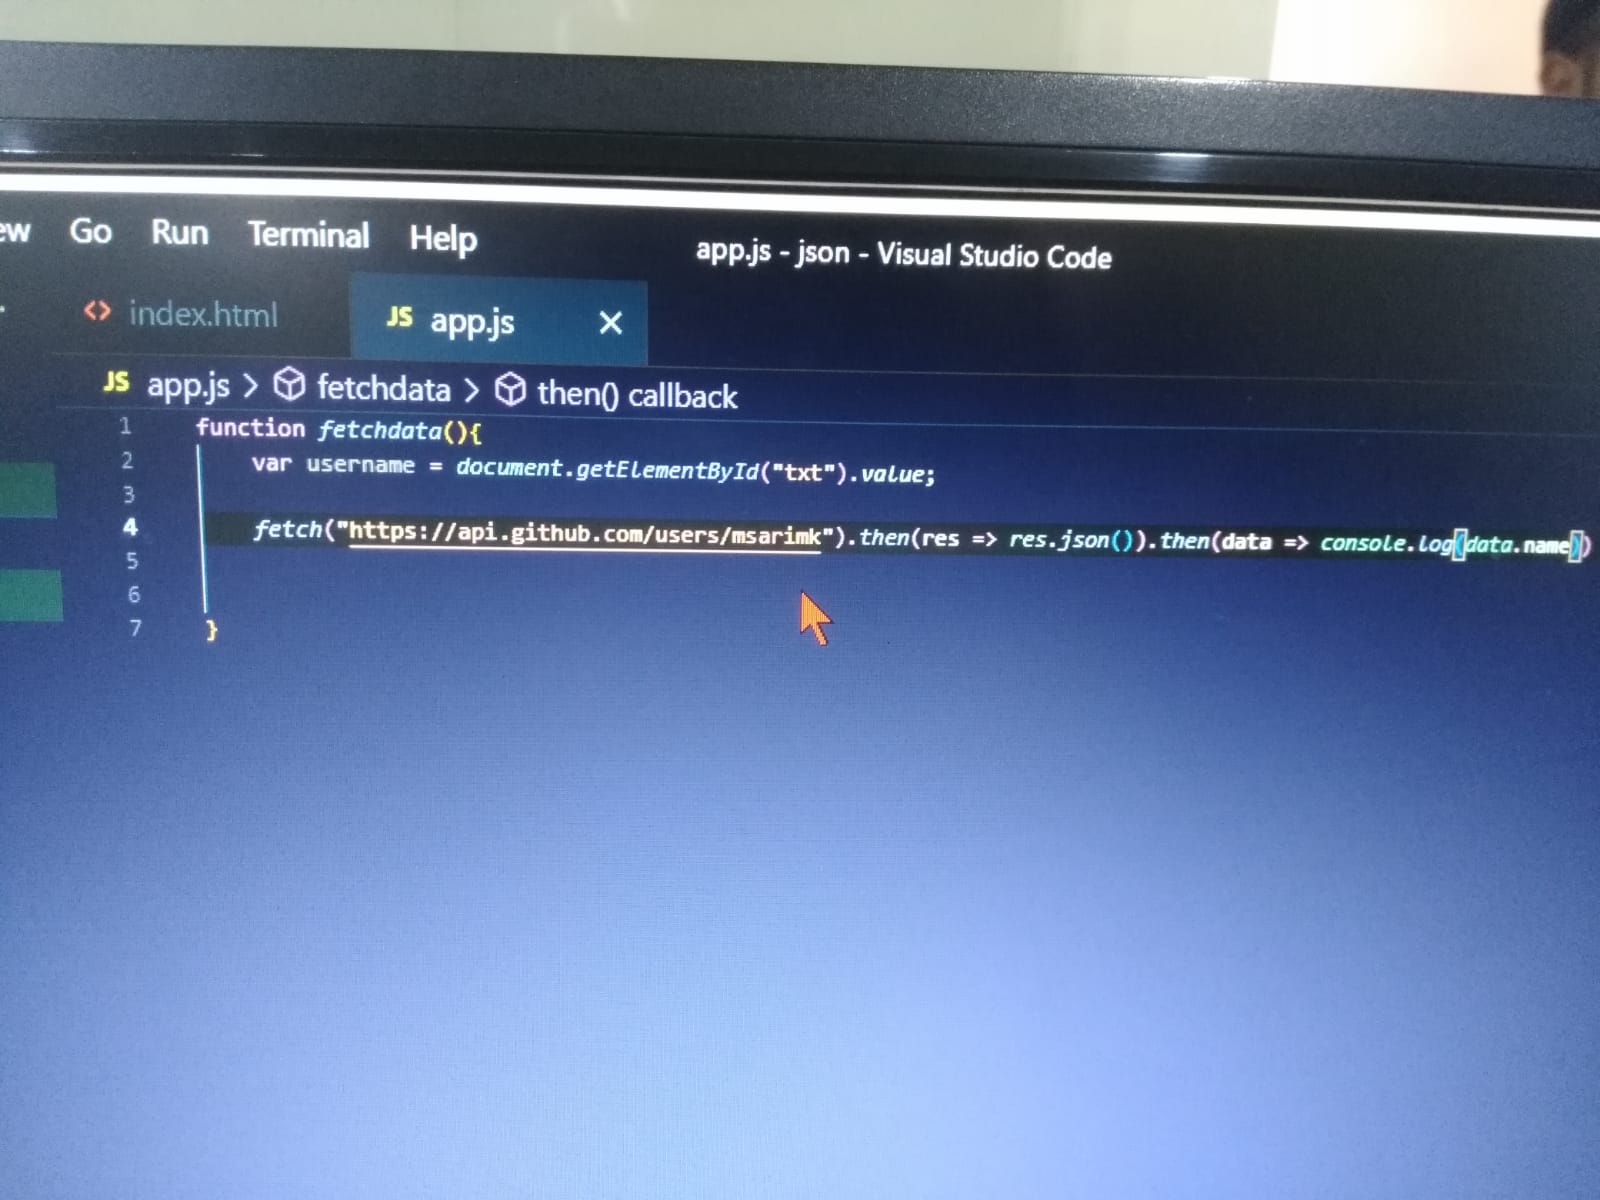 Go Run Terminal Help app.js - json - Visual Studio Code
index.html JS app.js
JS app.js > fetchdata > then() callback
1 function fetchdata(){
2 var username = document.getElementById("txt").value;
3
4 fetch("https://api.github.com/users/msarimk").then(res => res.json()).then(data => console.log(data.name))
5
6
7 }